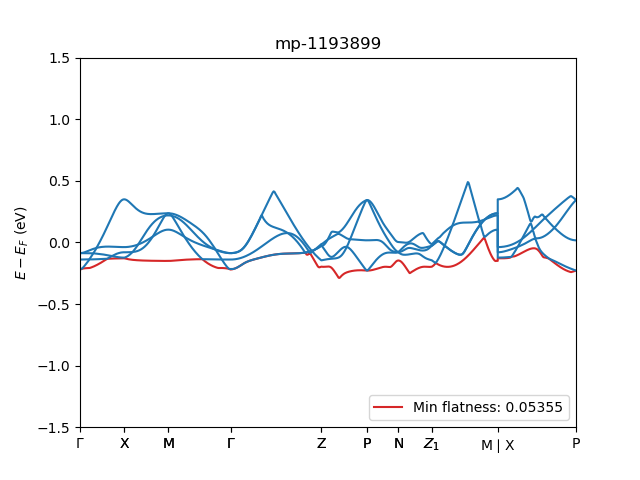 mp-1193899
E − E_F (eV)
1.5
1.0
0.5
0.0
−0.5
−1.0
−1.5
Min flatness: 0.05355
Γ X M Γ Z P N Z₁ M | X P